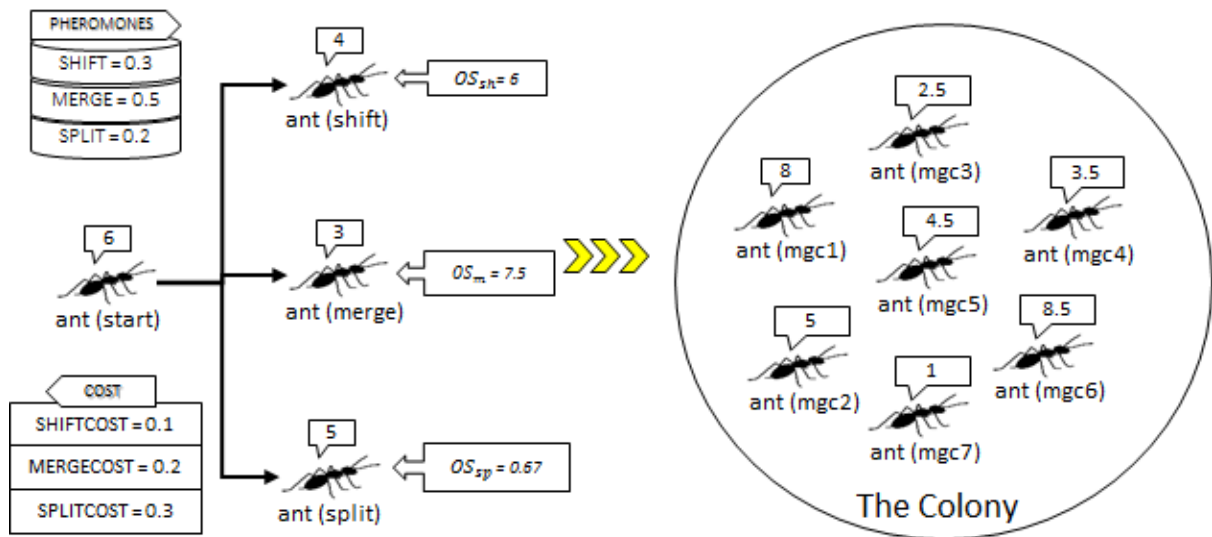 PHEROMONES
SHIFT = 0.3
MERGE = 0.5
SPLIT = 0.2
4
ant (shift)
OSsh= 6
6
ant (start)
3
ant (merge)
OSm = 7.5
COST
SHIFTCOST = 0.1
MERGECOST = 0.2
SPLITCOST = 0.3
5
ant (split)
OSsp = 0.67
2.5
ant (mgc3)
8
ant (mgc1)
3.5
ant (mgc4)
4.5
ant (mgc5)
5
ant (mgc2)
8.5
ant (mgc6)
1
ant (mgc7)
The Colony